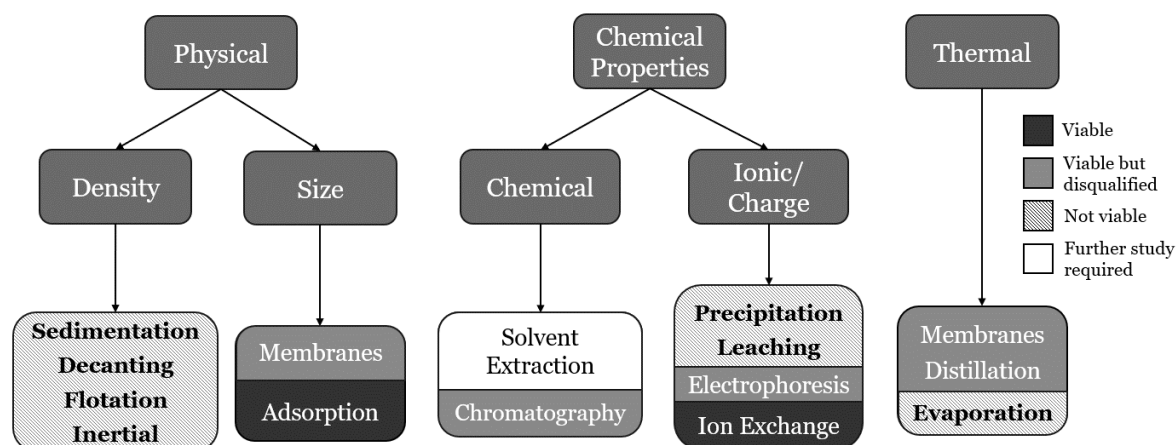 Physical
Chemical
Properties
Thermal
Density
Size
Chemical
Ionic/
Charge
Viable
Viable but
disqualified
Not viable
Further study
required
Sedimentation
Decanting
Flotation
Inertial
Membranes
Adsorption
Solvent
Extraction
Chromatography
Precipitation
Leaching
Electrophoresis
Ion Exchange
Membranes
Distillation
Evaporation